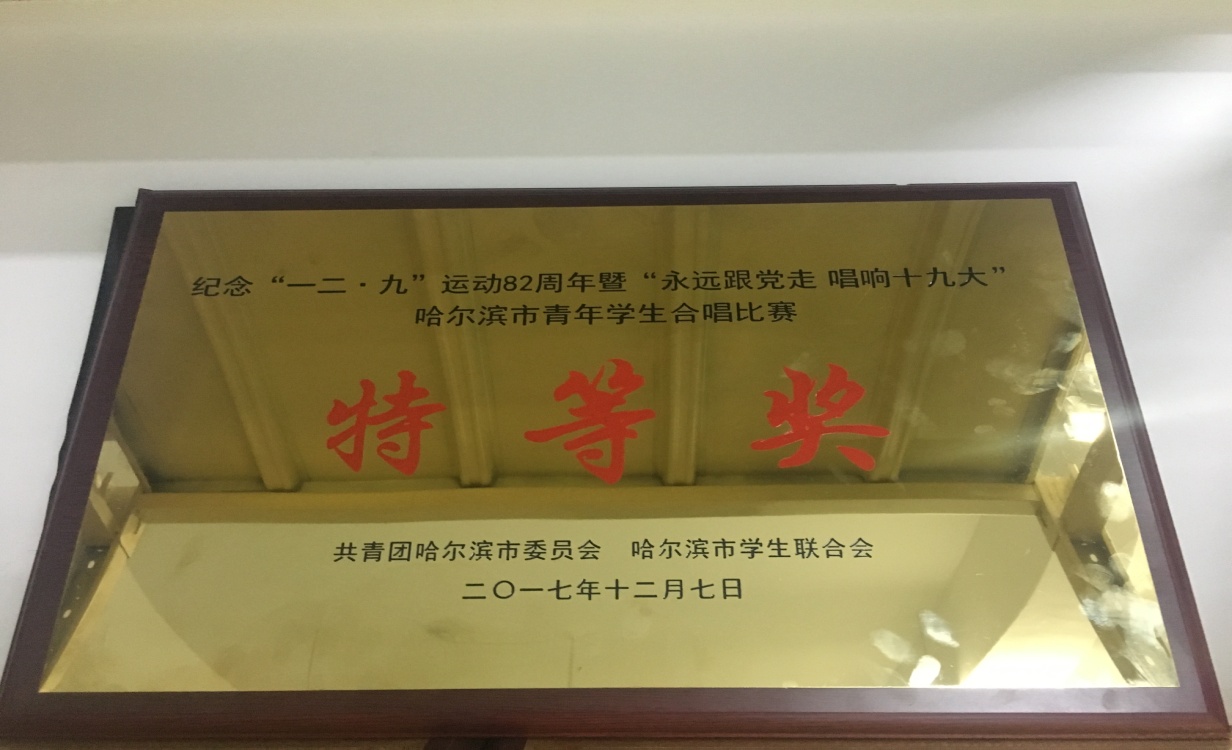 纪念“一二·九”运动82周年暨“永远跟党走 唱响十九大”
哈尔滨市青年学生合唱比赛
特等奖
共青团哈尔滨市委员会 哈尔滨市学生联合会
二〇一七年十二月七日